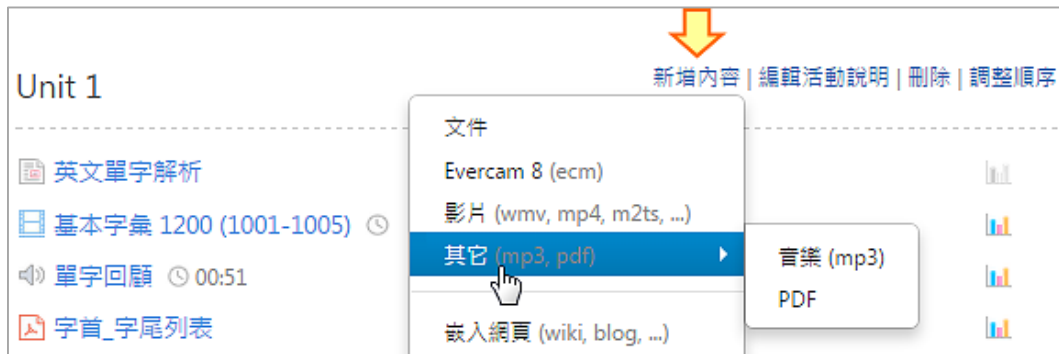 新增內容 | 編輯活動說明 | 刪除 | 調整順序
Unit 1
文件
英文單字解析
Evercam 8 (ecm)
影片 (wmv, mp4, m2ts, ...)
基本字彙 1200 (1001-1005)
其它 (mp3, pdf)
音樂 (mp3)
單字回顧 00:51
PDF
字首_字尾列表
嵌入網頁 (wiki, blog, ...)